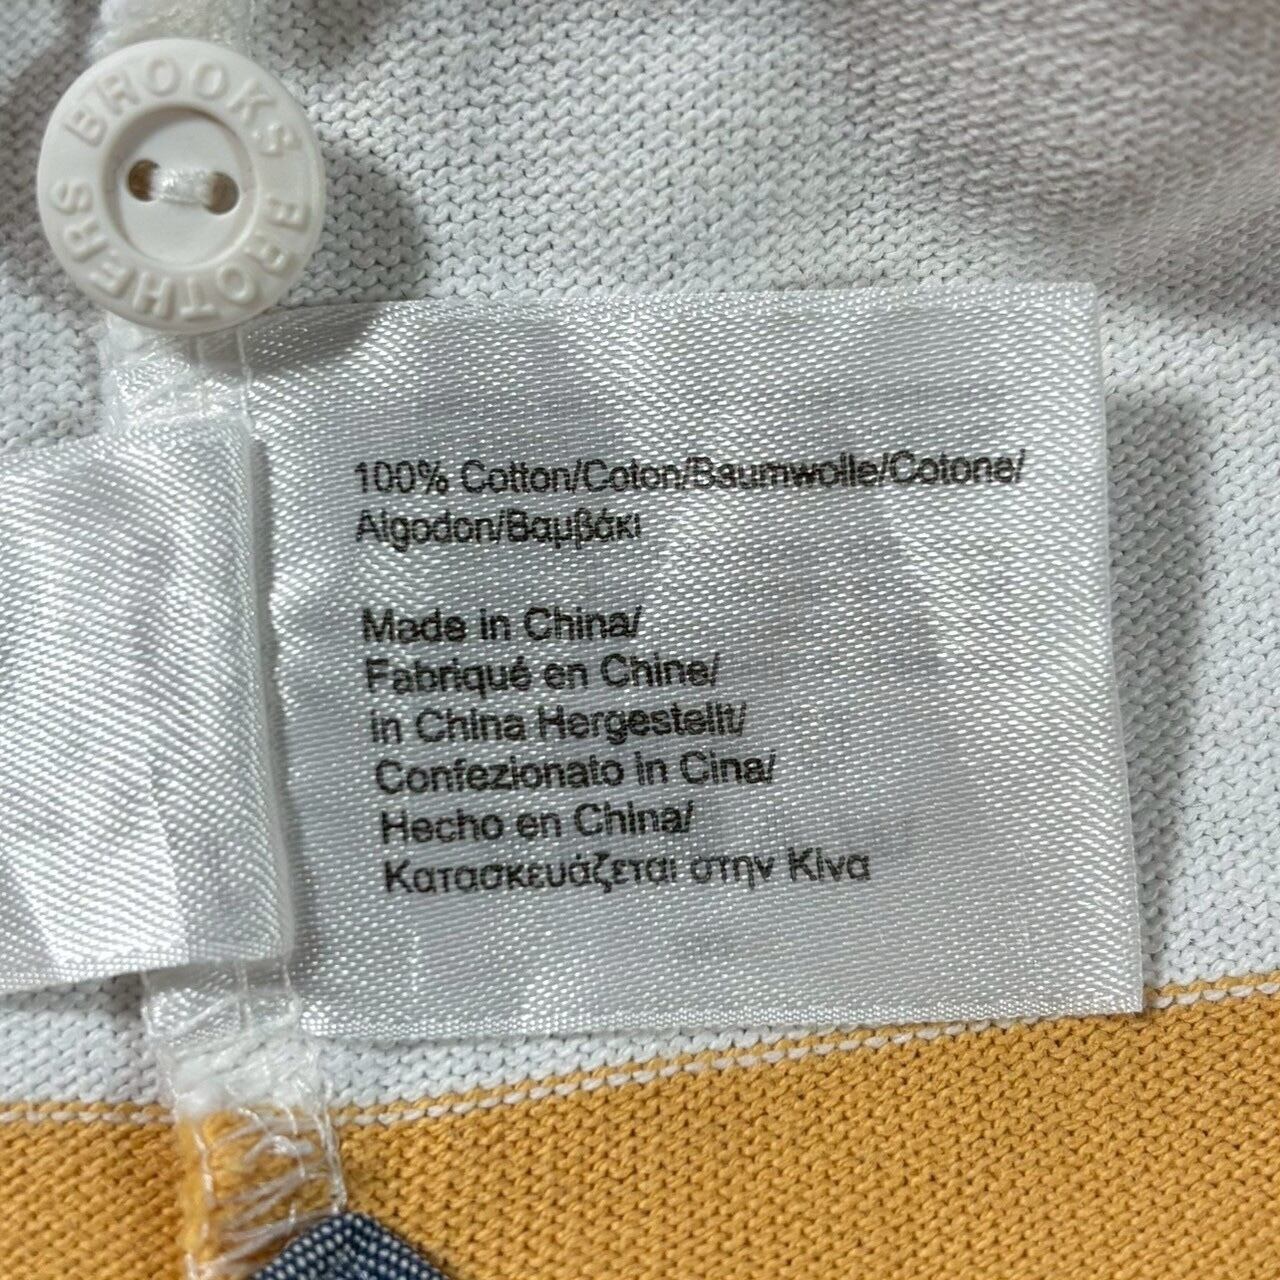 BROOKS BROTHERS
100% Cotton/Coton/Baumwolle/Cotone/
Algodon/Βαμβάκι
Made in China/
Fabriqué en Chine/
in China Hergestellt/
Confezionato in Cina/
Hecho en China/
Κατασκευάζεται στην Κίνα